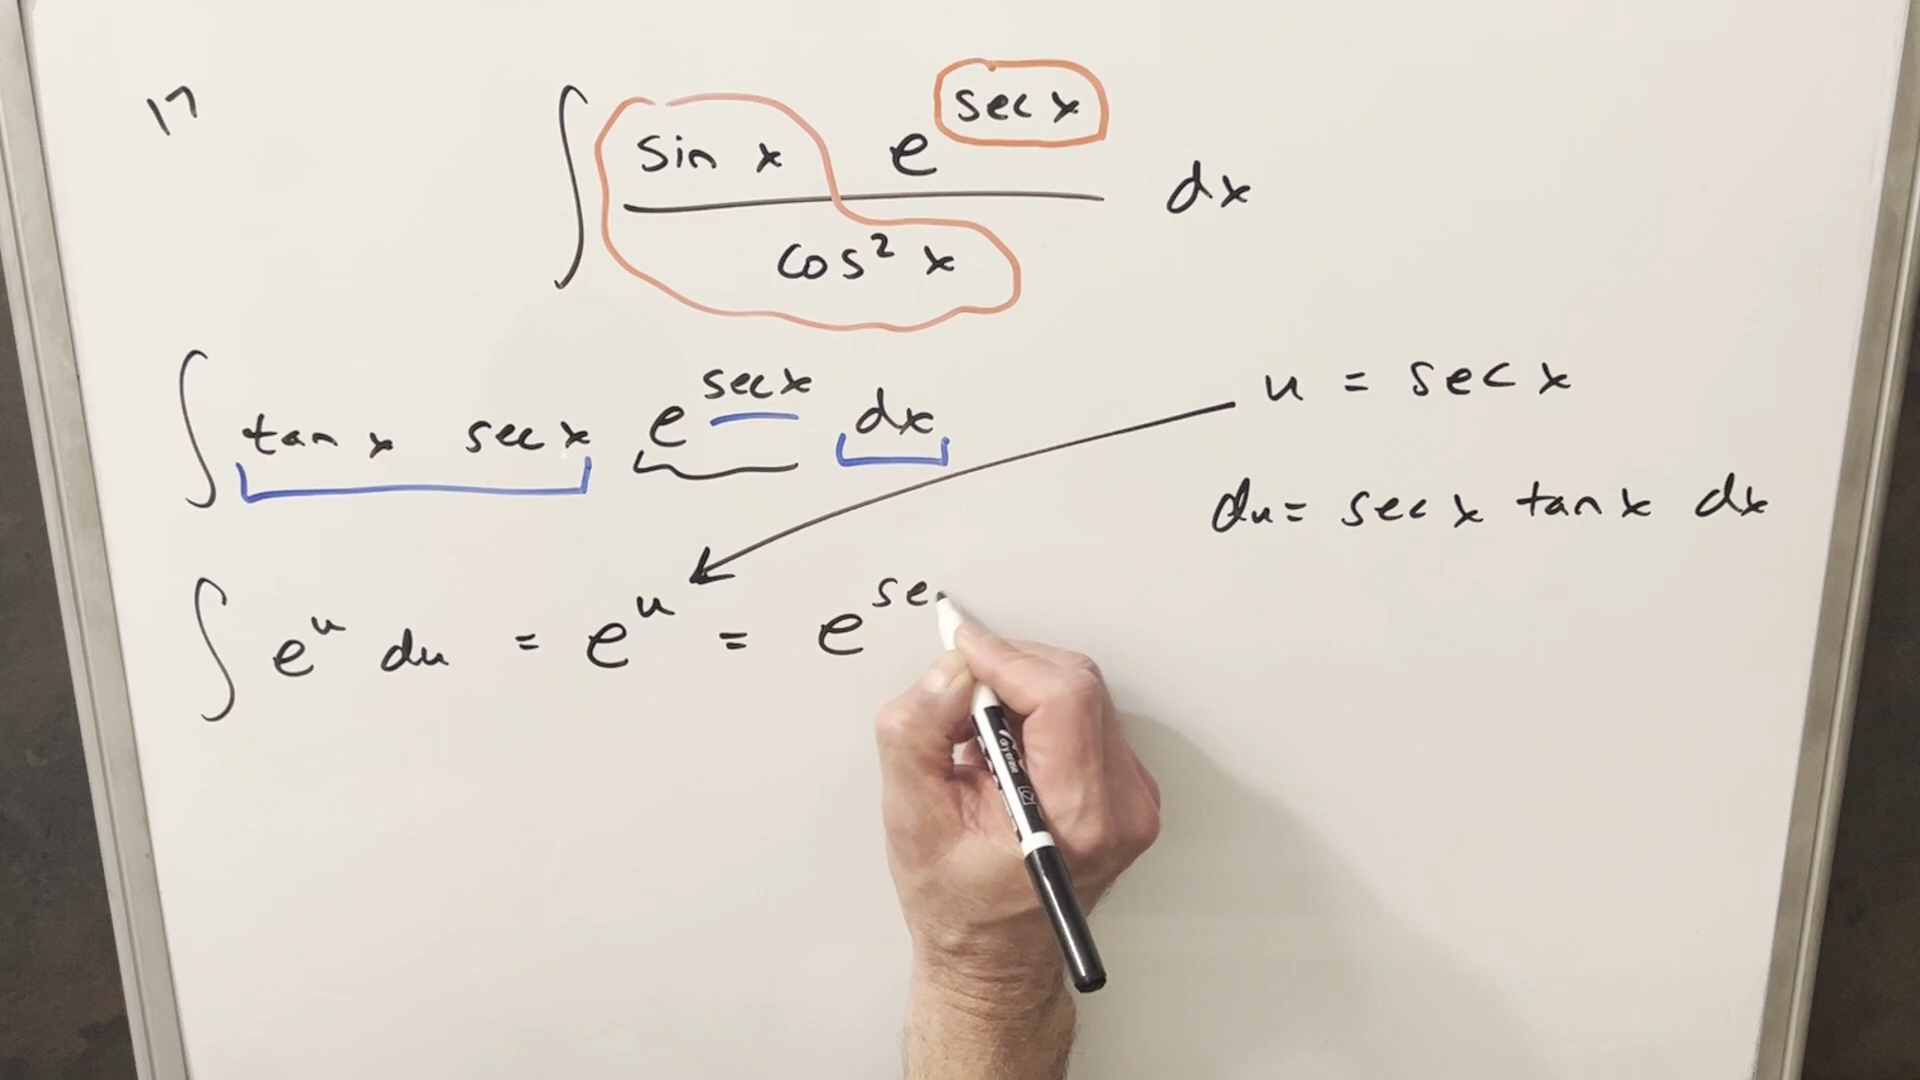 17
∫ sin x e^{sec x} / cos² x dx
∫ tan x sec x e^{sec x} dx
u = sec x
du = sec x tan x dx
∫ e^u du = e^u = e^{se